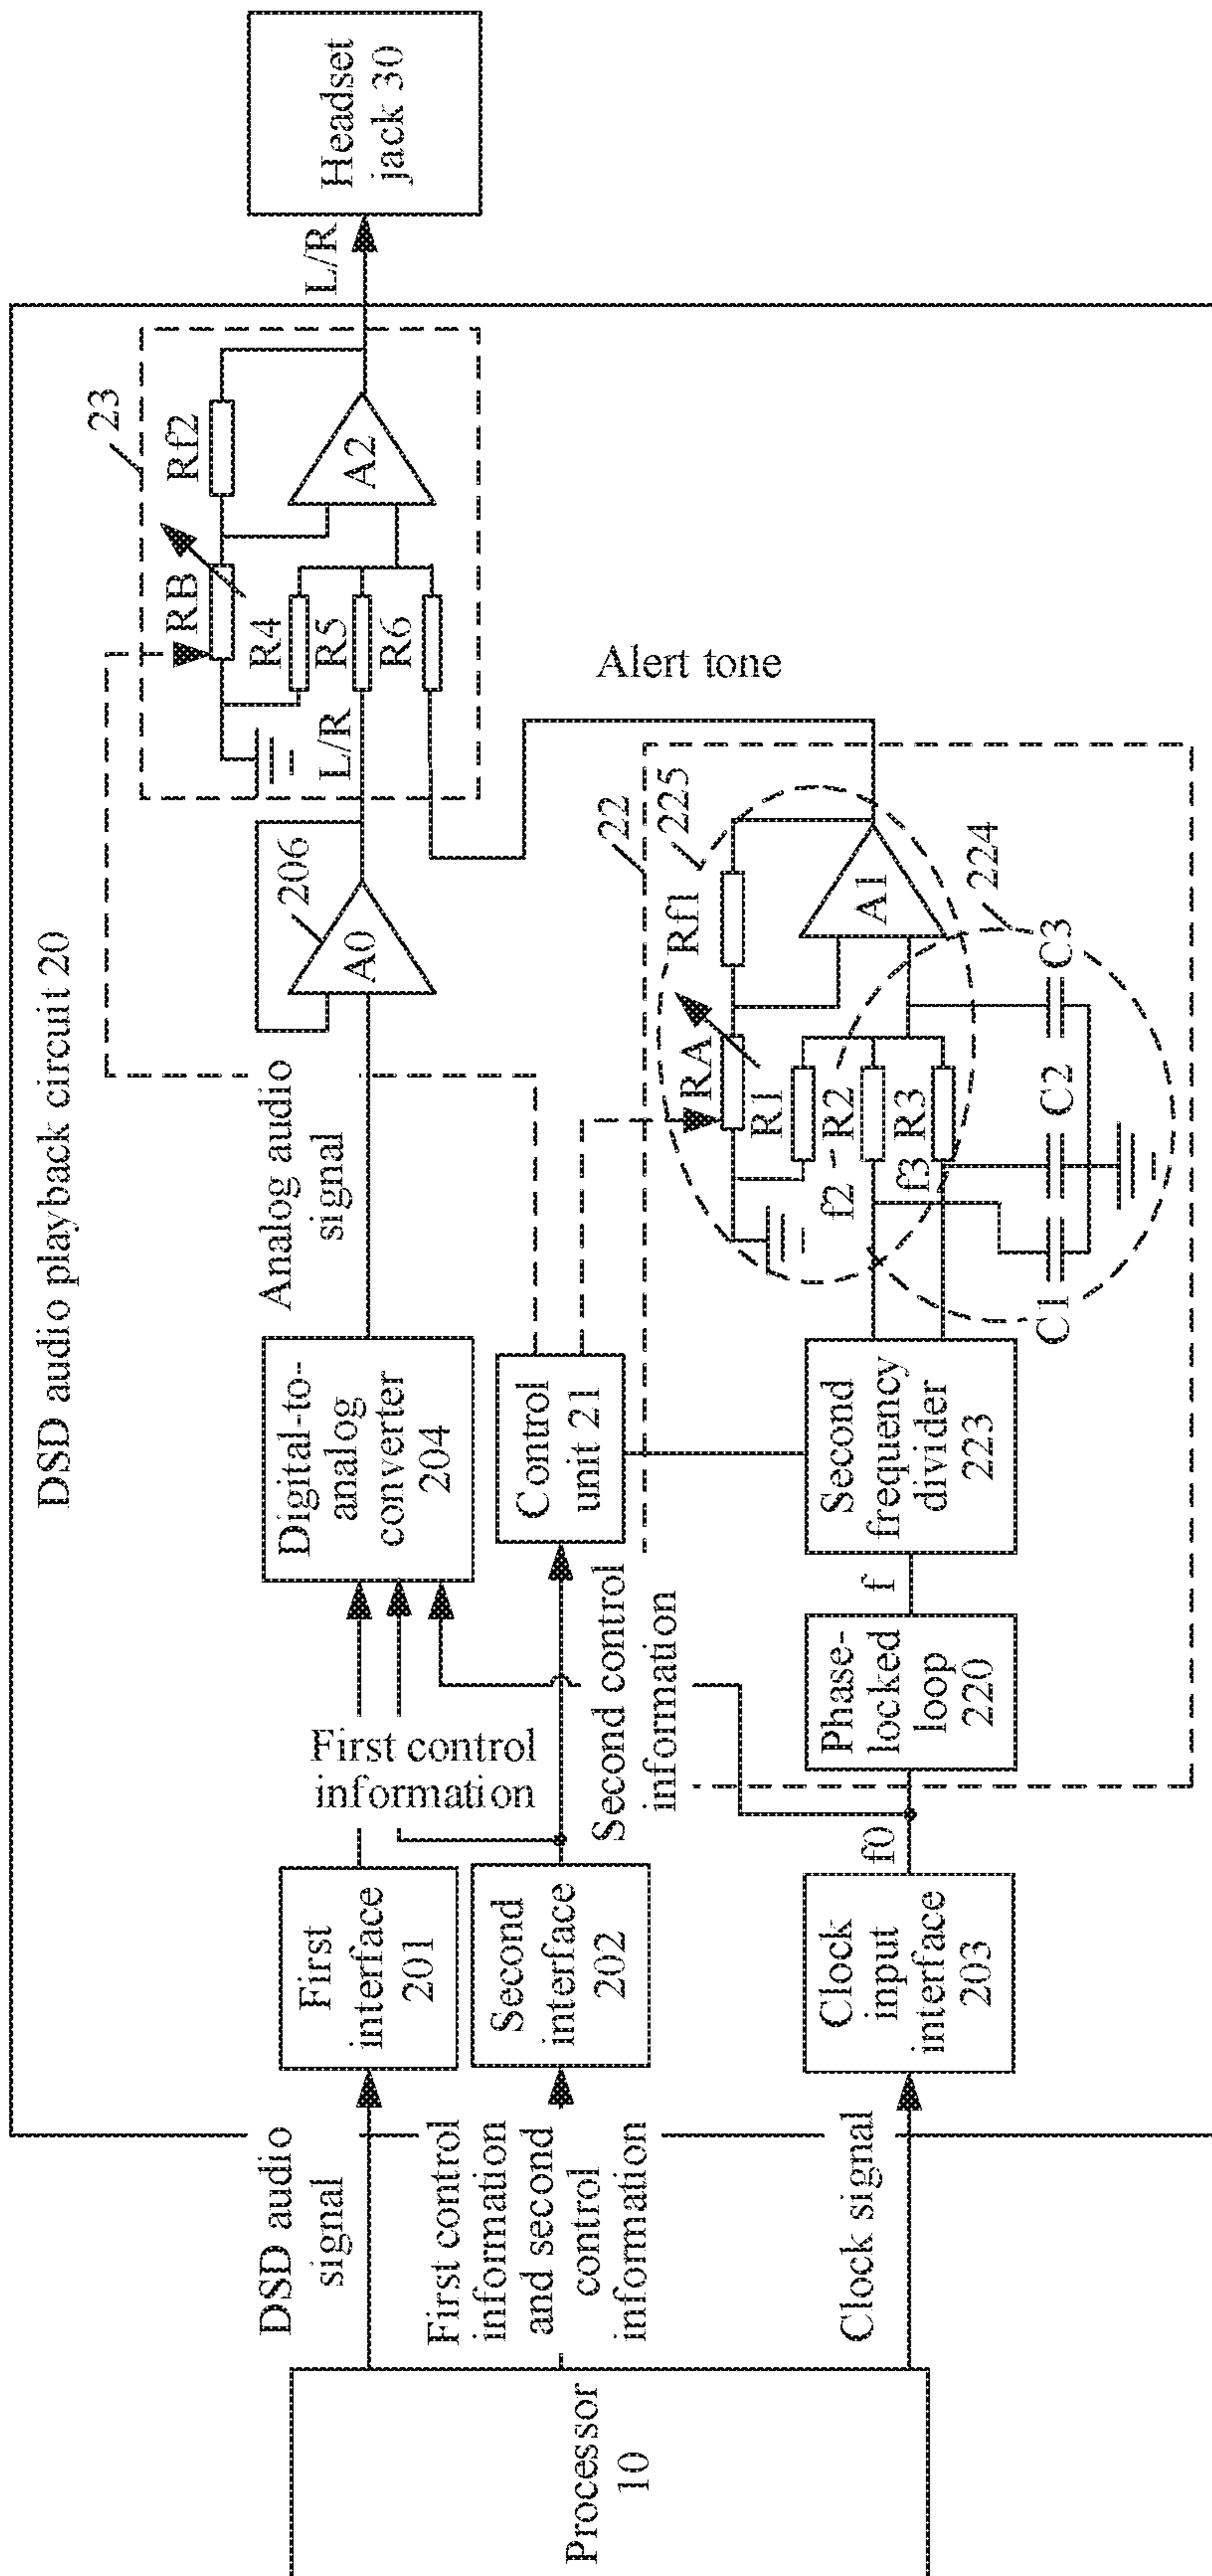 DSD audio playback circuit 20
Processor
10
DSD audio
signal
First control
information
and second
control
information
Clock signal
First
interface
201
Second
interface
202
Clock
input
interface
203
First control
information
Second control
information
f0
Phase-
locked
loop
220
f
Second
frequency
divider
223
Digital-to-
analog
converter
204
Control
unit 21
Analog audio
signal
A0
206
L/R
RB
Rf2
R4
R5
R6
A2
23
L/R
Headset
jack 30
Alert tone
22
225
RA
Rf1
R1
f2
R2
f3
R3
A1
224
C1
C2
C3